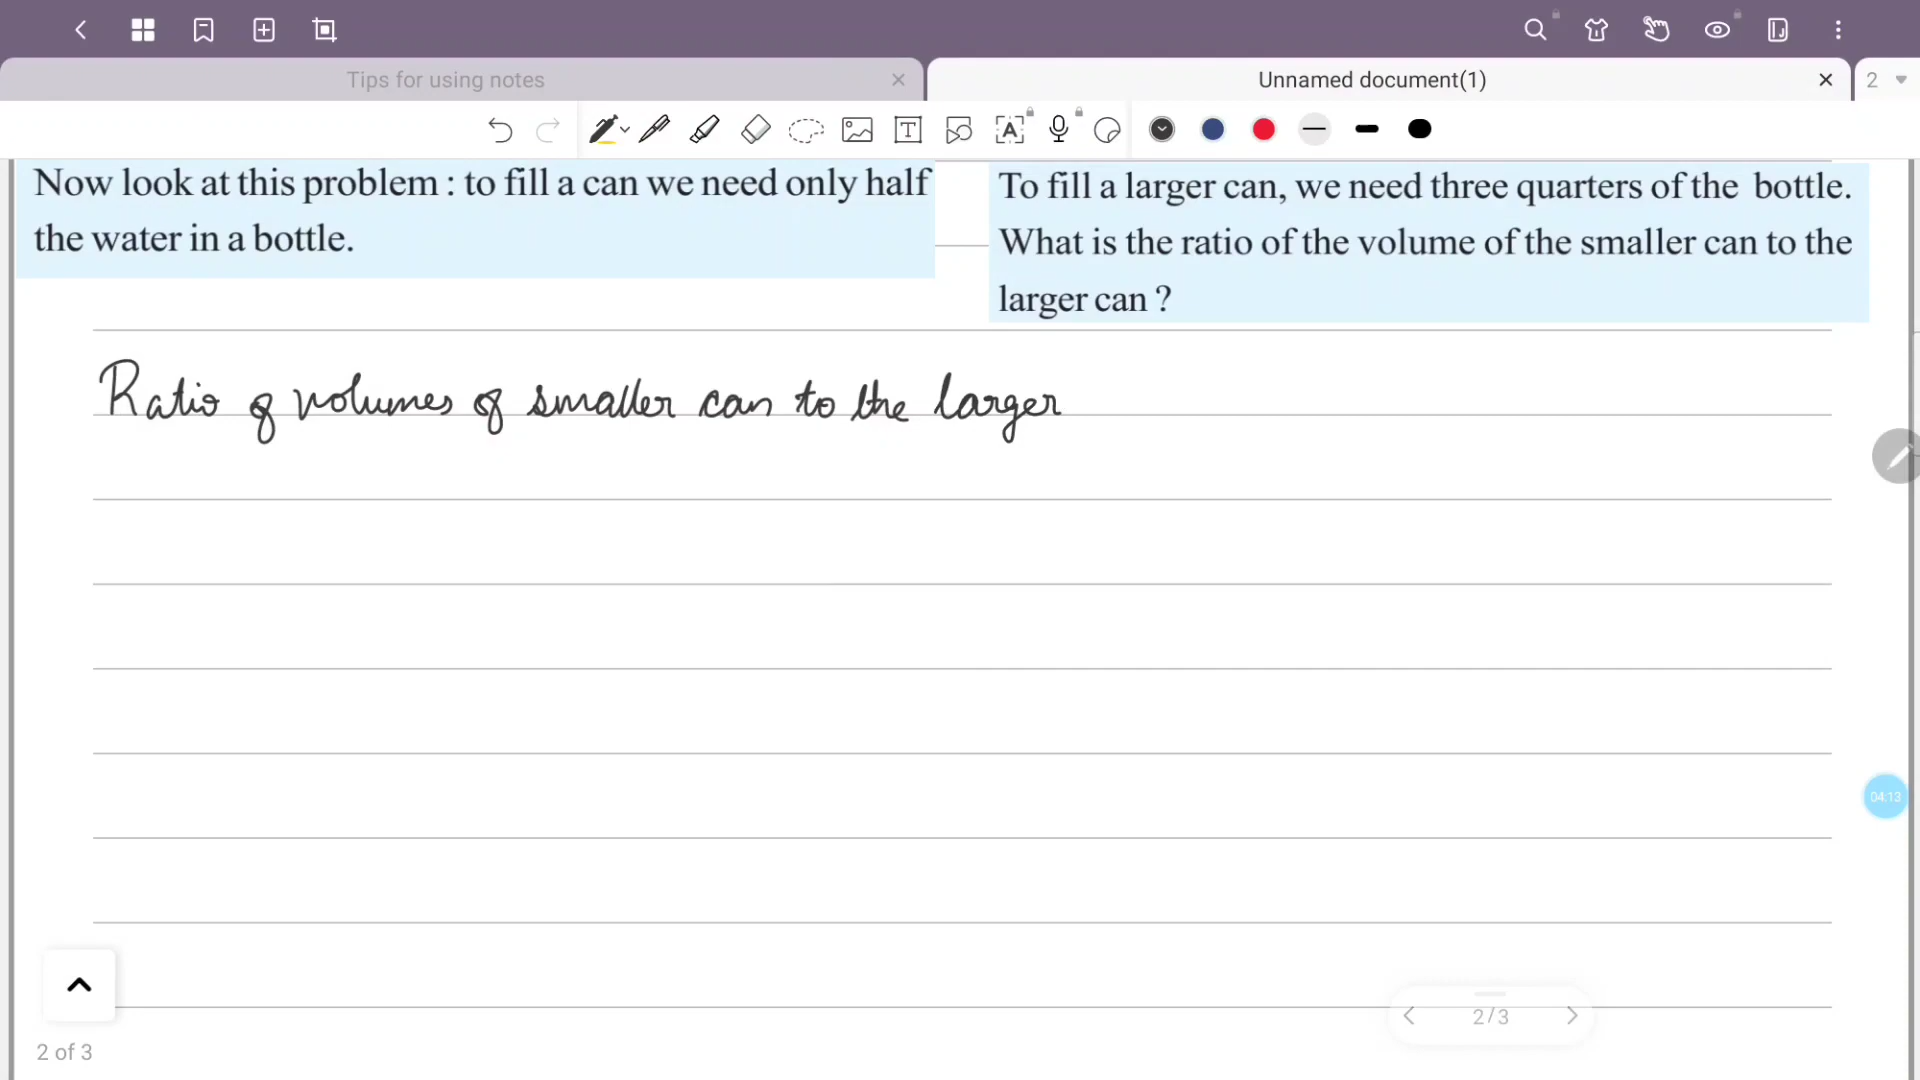 Tips for using notes
Unnamed document(1)
2
Now look at this problem : to fill a can we need only half
the water in a bottle.
To fill a larger can, we need three quarters of the bottle.
What is the ratio of the volume of the smaller can to the
larger can ?
Ratio of volumes of smaller can to the larger
04:13
2/3
2 of 3